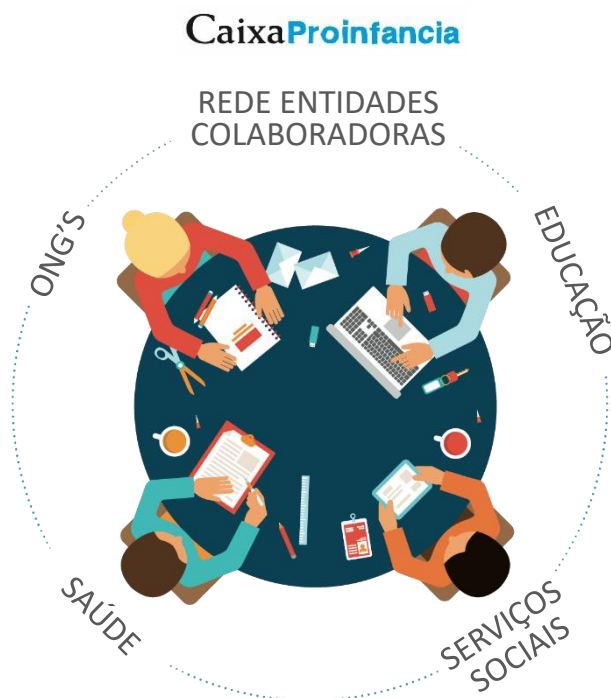 CaixaProinfancia
REDE ENTIDADES
COLABORADORAS
ONG'S
EDUCAÇÃO
SAÚDE
SERVIÇOS
SOCIAIS